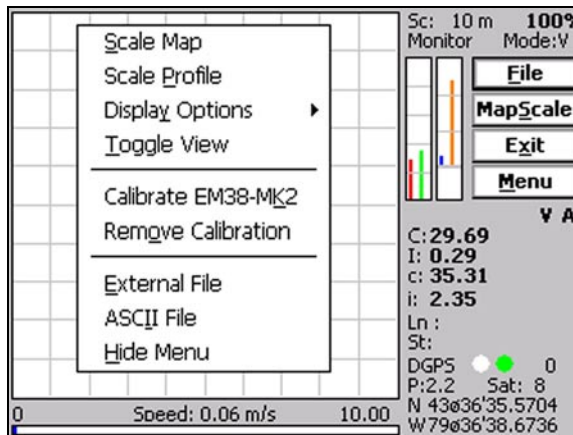 Scale Map
Scale Profile
Display Options
Toggle View
Calibrate EM38-MK2
Remove Calibration
External File
ASCII File
Hide Menu
0 Speed: 0.06 m/s 10.00
Sc: 10 m 100%
Monitor Mode:V
File
MapScale
Exit
Menu
V A
C:29.69
I: 0.29
c: 35.31
i: 2.35
Ln :
St:
DGPS 0
P:2.2 Sat: 8
N 43ø36'35.5704
W79ø36'38.6736